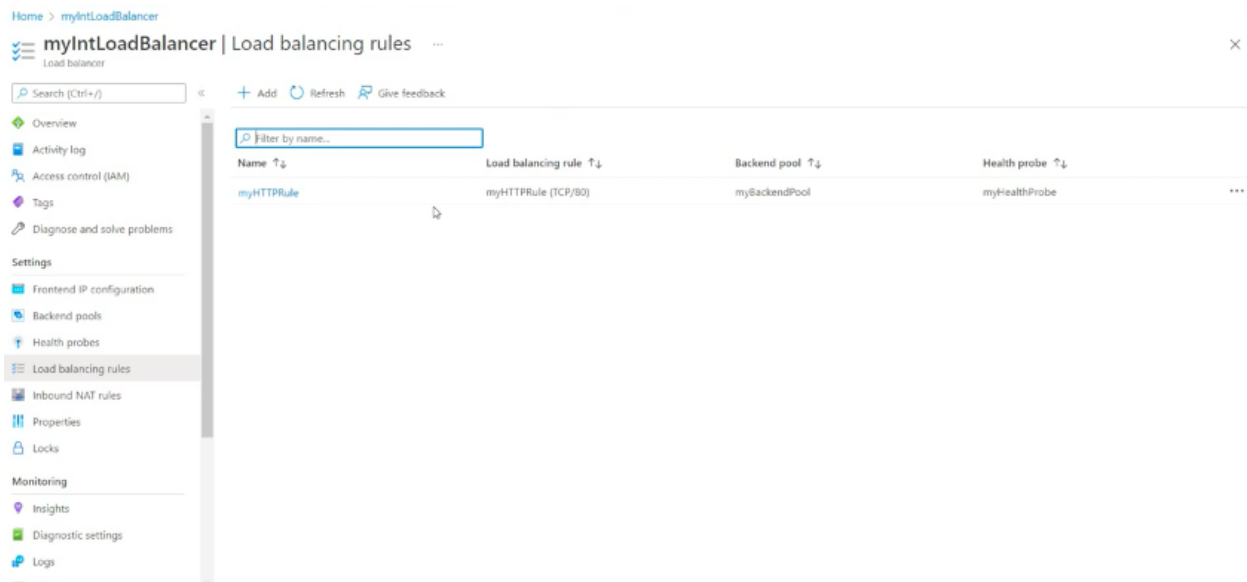 Home > myIntLoadBalancer
myIntLoadBalancer | Load balancing rules ...
Load balancer
Search (Ctrl+/)
«
Overview
Activity log
Access control (IAM)
Tags
Diagnose and solve problems
Settings
Frontend IP configuration
Backend pools
Health probes
Load balancing rules
Inbound NAT rules
Properties
Locks
Monitoring
Insights
Diagnostic settings
Logs
+ Add Refresh Give feedback
Filter by name...
Name ↑↓ Load balancing rule ↑↓ Backend pool ↑↓ Health probe ↑↓
myHTTPRule myHTTPRule (TCP/80) myBackendPool myHealthProbe ...